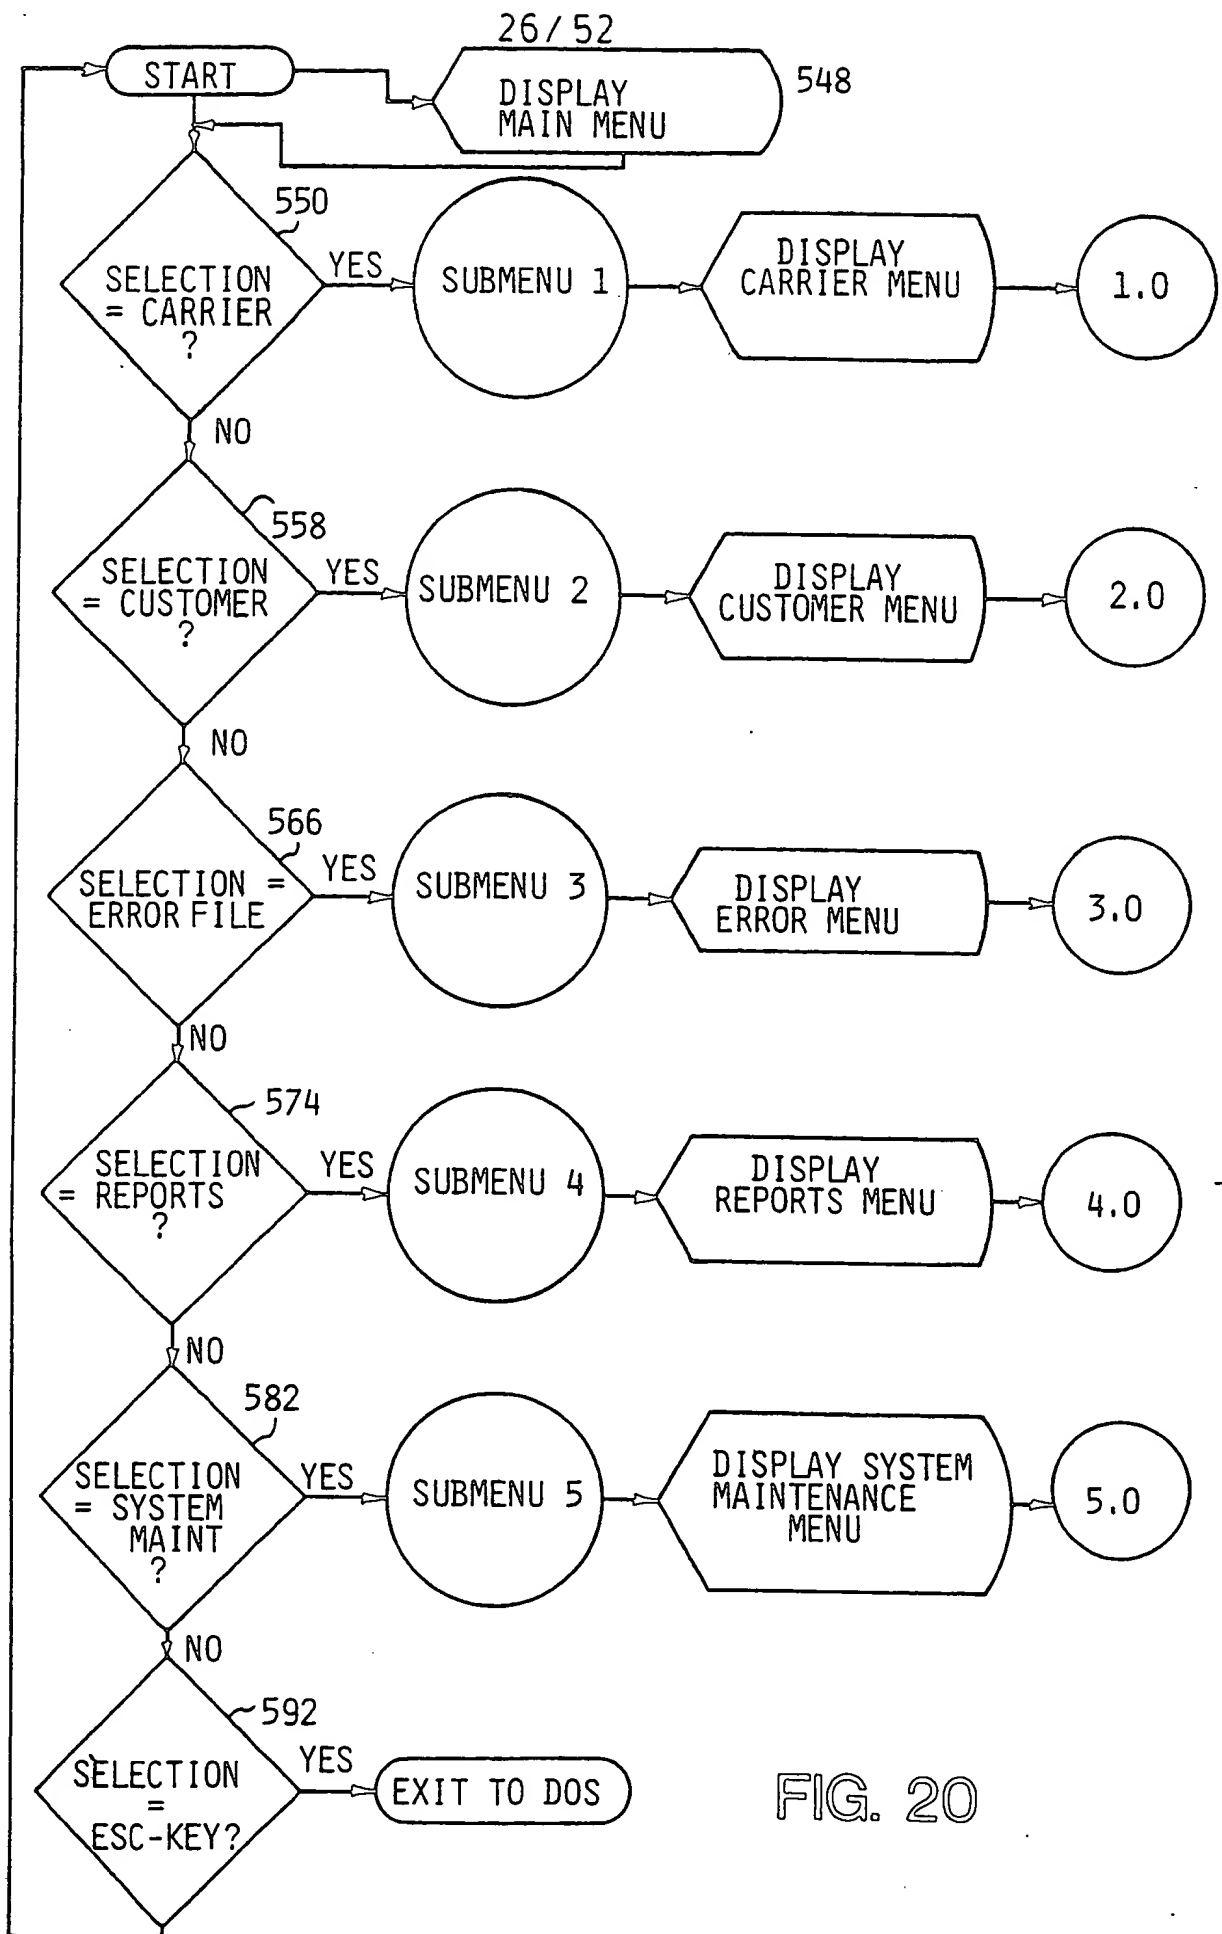 26/52
START
DISPLAY
MAIN MENU
548
550
SELECTION
= CARRIER
?
YES
SUBMENU 1
DISPLAY
CARRIER MENU
1.0
NO
558
SELECTION
= CUSTOMER
?
YES
SUBMENU 2
DISPLAY
CUSTOMER MENU
2.0
NO
566
SELECTION =
ERROR FILE
YES
SUBMENU 3
DISPLAY
ERROR MENU
3.0
NO
574
SELECTION
= REPORTS
?
YES
SUBMENU 4
DISPLAY
REPORTS MENU
4.0
NO
582
SELECTION
= SYSTEM
MAINT
?
YES
SUBMENU 5
DISPLAY SYSTEM
MAINTENANCE
MENU
5.0
NO
592
SELECTION
=
ESC-KEY?
YES
EXIT TO DOS
FIG. 20